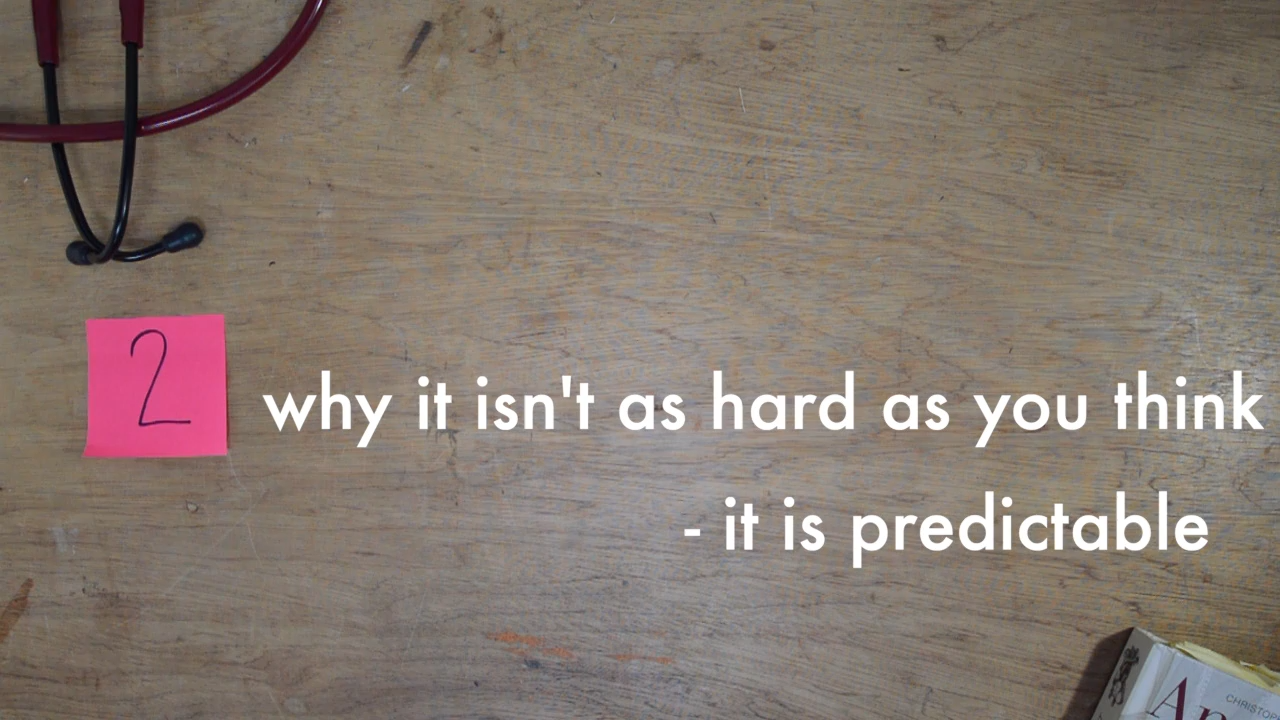 2
why it isn't as hard as you think
- it is predictable